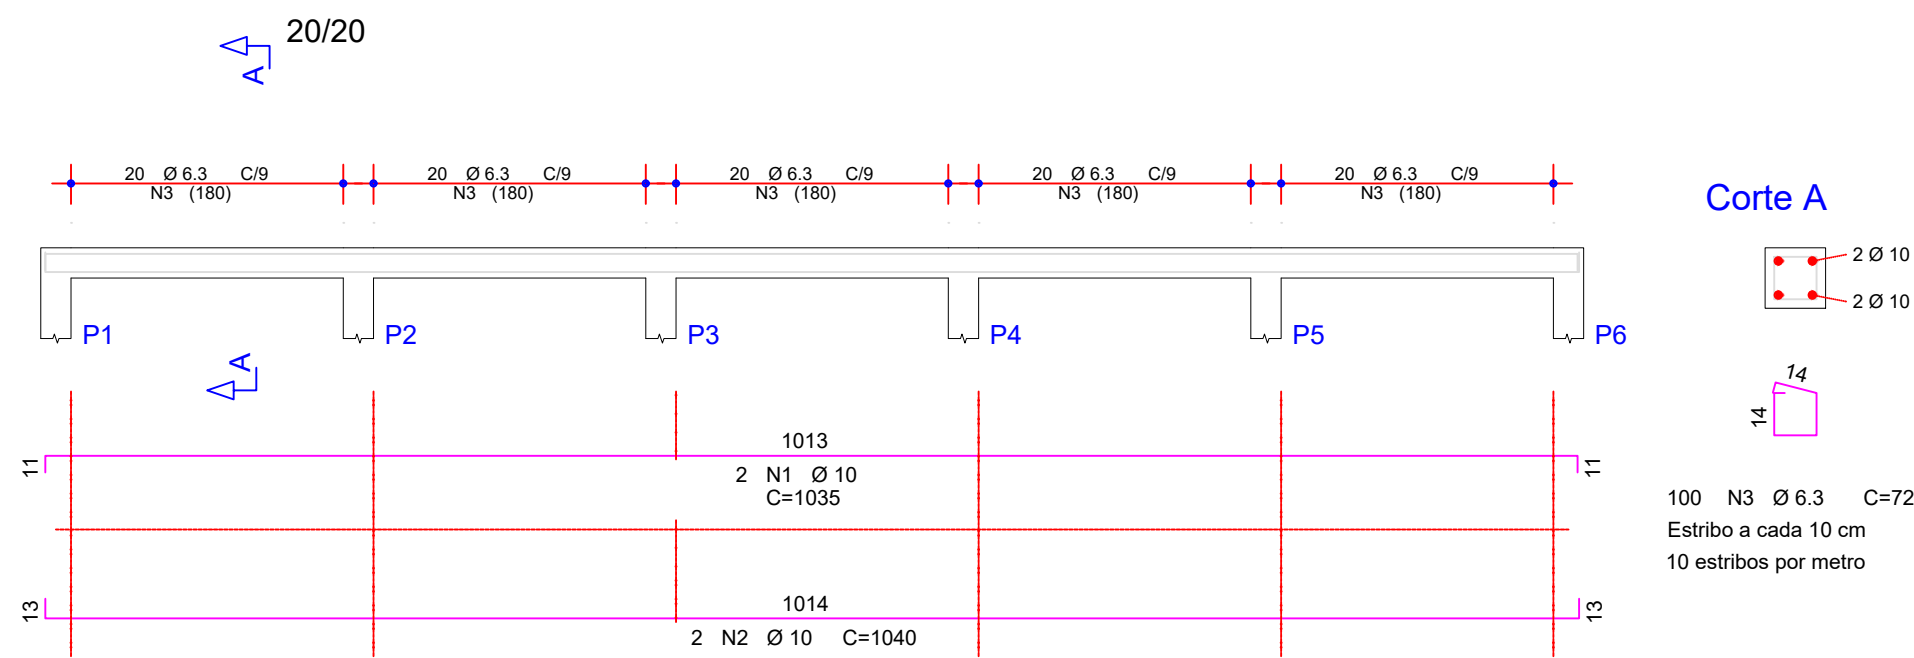 20/20
A
20 Ø 6.3 C/9
N3 (180)
20 Ø 6.3 C/9
N3 (180)
20 Ø 6.3 C/9
N3 (180)
20 Ø 6.3 C/9
N3 (180)
20 Ø 6.3 C/9
N3 (180)
Corte A
2 Ø 10
2 Ø 10
P1
P2
P3
P4
P5
P6
A
14
14
1013
11
11
2 N1 Ø 10
C=1035
100 N3 Ø 6.3 C=72
Estribo a cada 10 cm
10 estribos por metro
1014
13
13
2 N2 Ø 10 C=1040